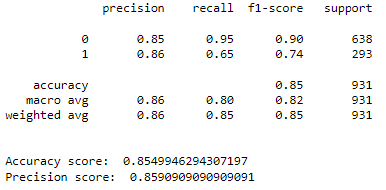 precision recall f1-score support
0 0.85 0.95 0.90 638
1 0.86 0.65 0.74 293
accuracy 0.85 931
macro avg 0.86 0.80 0.82 931
weighted avg 0.86 0.85 0.85 931
Accuracy score: 0.8549946294307197
Precision score: 0.8590909090909091